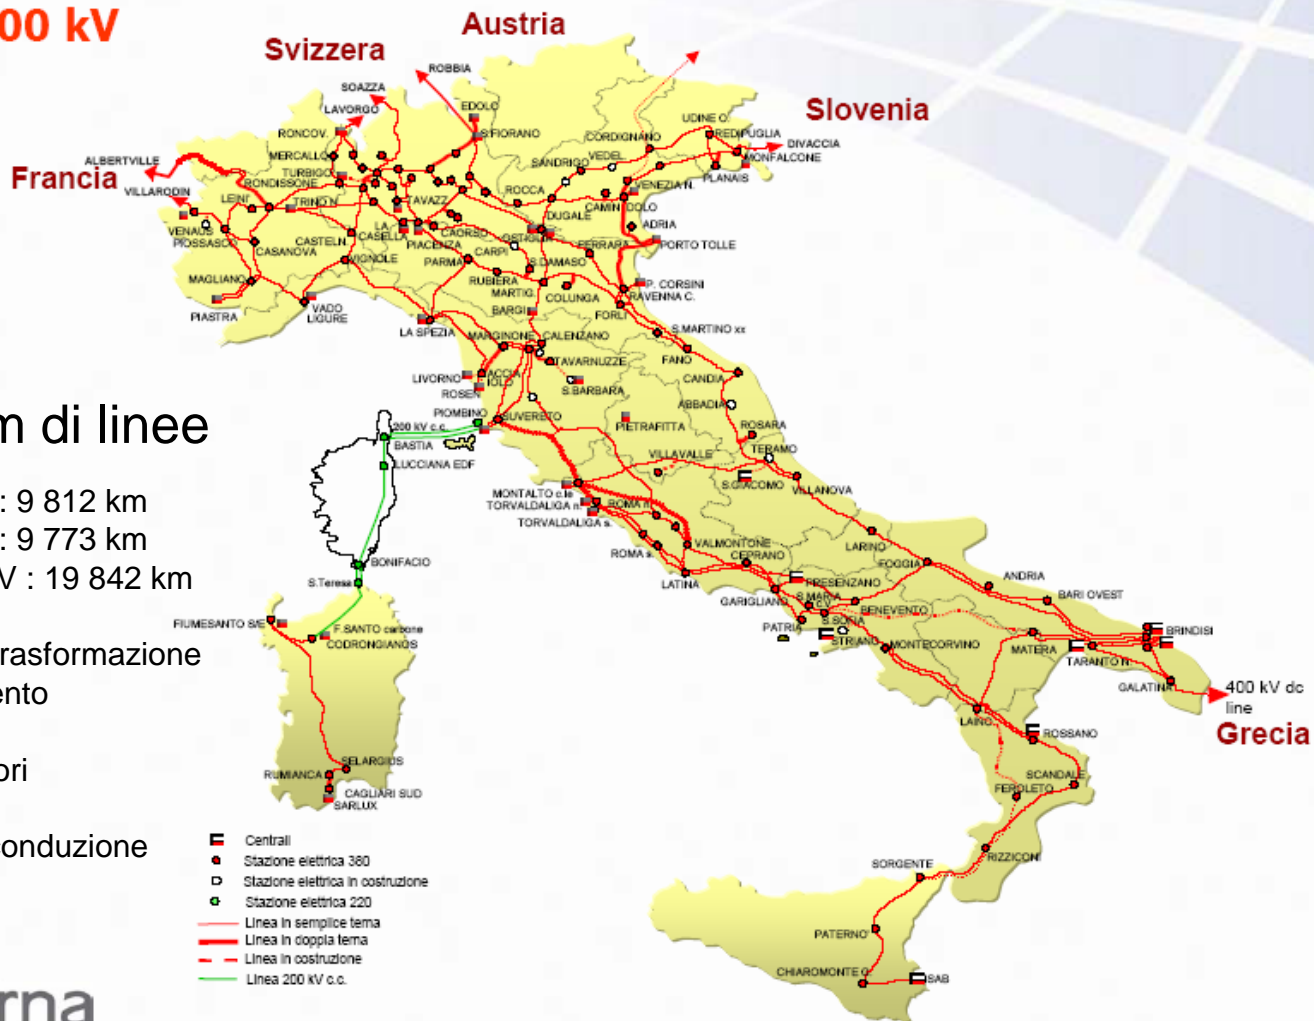 00 kV
Austria
Svizzera
ROBBIA
SOAZZA
LAVORGO
EDOLO
Slovenia
UDINE O.
RONCOV.
S.FIORANO
CORDIGNANO
REDIPUGLIA
DIVACCIA
ALBERTVILLE
MERCALLO
SANDRIGO
VEDEL.
MONFALCONE
Francia
TURBIGO
RONDISSONE
PLANAIS
VILLARODIN
LEINI'
TRINO N.
TAVAZZ.
ROCCA
VENEZIA N.
CAMIN
DOLO
DUGALE
ADRIA
VENAUS
PIOSSASCO
CASTELN.
LA
CASELLA
CAORSO
OSTIGLIA
PORTO TOLLE
CASANOVA
PIACENZA
CARPI
FERRARA
VIGNOLE
PARMA
S.DAMASO
MAGLIANO
RUBIERA
MARTIG.
P. CORSINI
RAVENNA C.
COLUNGA
PIASTRA
VADO
LIGURE
BARGI
FORLI'
LA SPEZIA
MARGINONE
CALENZANO
S.MARTINO xx
TAVARNUZZE
FANO
LIVORNO
ACCIAIOLO
CANDIA
ROSEN
S.BARBARA
ABBADIA
m di linee
PIOMBINO
SUVERETO
PIETRAFITTA
ROSARA
200 kV c.c.
BASTIA
TERAMO
LUCCIANA EDF
VILLAVALLE
S.GIACOMO
VILLANOVA
: 9 812 km
MONTALTO c.le
TORVALDALIGA n.
ROMA n.
TORVALDALIGA s.
: 9 773 km
ROMA s.
VALMONTONE
CEPRANO
LARINO
BONIFACIO
FOGGIA
V : 19 842 km
S.Teresa
LATINA
PRESENZANO
ANDRIA
GARIGLIANO
S.MARIA
C.V.
BARI OVEST
FIUMESANTO S/E
F.SANTO carbone
CODRONGIANOS
PATRIA
S.SOFIA
BENEVENTO
BRINDISI
rasformazione
STRIANO
MONTECORVINO
MATERA
TARANTO N.
ento
GALATINA
400 kV dc
line
LAINO
Grecia
ROSSANO
ori
SELARGIUS
RUMIANCA
SCANDALE
CAGLIARI SUD
SARLUX
FEROLETO
conduzione
Centrali
Stazione elettrica 380
Stazione elettrica in costruzione
Stazione elettrica 220
Linea in semplice terna
Linea in doppia terna
Linea in costruzione
Linea 200 kV c.c.
RIZZICONI
SORGENTE
PATERNO'
CHIAROMONTE G.
SAB
rna